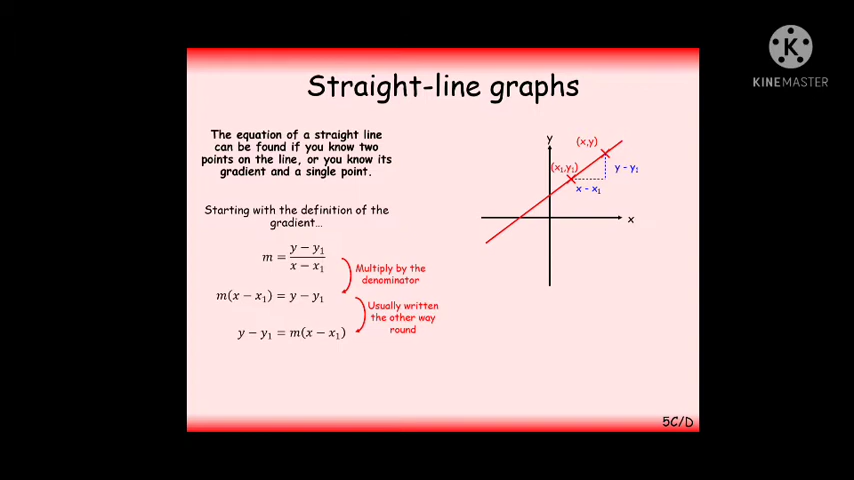 K
KINEMASTER
Straight-line graphs
The equation of a straight line
can be found if you know two
points on the line, or you know its
gradient and a single point.
Starting with the definition of the
gradient…
m = \frac{y − y₁}{x − x₁}
Multiply by the
denominator
m(x − x₁) = y − y₁
Usually written
the other way
round
y − y₁ = m(x − x₁)
y
(x,y)
(x₁,y₁)
y – y₁
x – x₁
x
5C/D